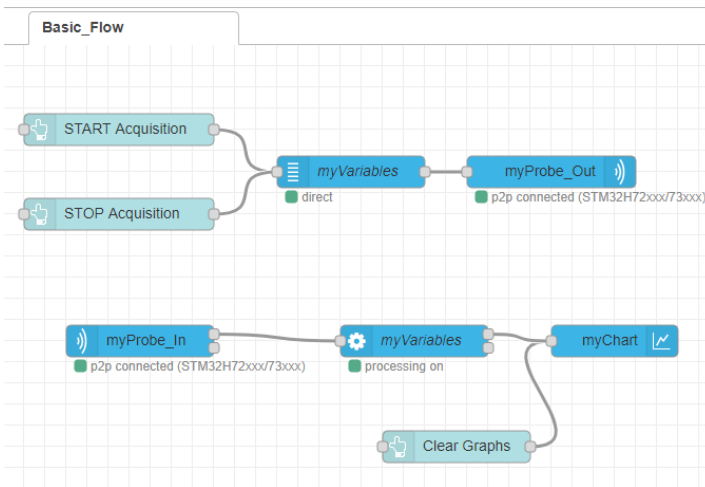 Basic_Flow
START Acquisition
myVariables
myProbe_Out
STOP Acquisition
direct
p2p connected (STM32H72xxx/73xxx)
myProbe_In
myVariables
myChart
p2p connected (STM32H72xxx/73xxx)
processing on
Clear Graphs